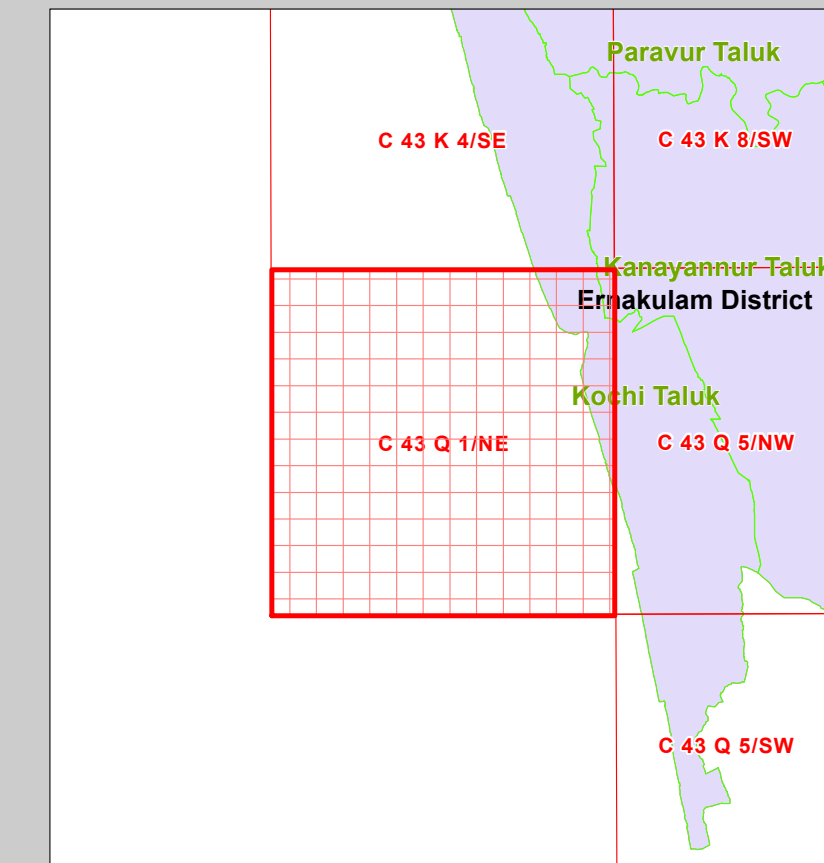 Paravur Taluk
C 43 K 4/SE
C 43 K 8/SW
Kanayannur Taluk
Ernakulam District
Kochi Taluk
C 43 Q 1/NE
C 43 Q 5/NW
C 43 Q 5/SW